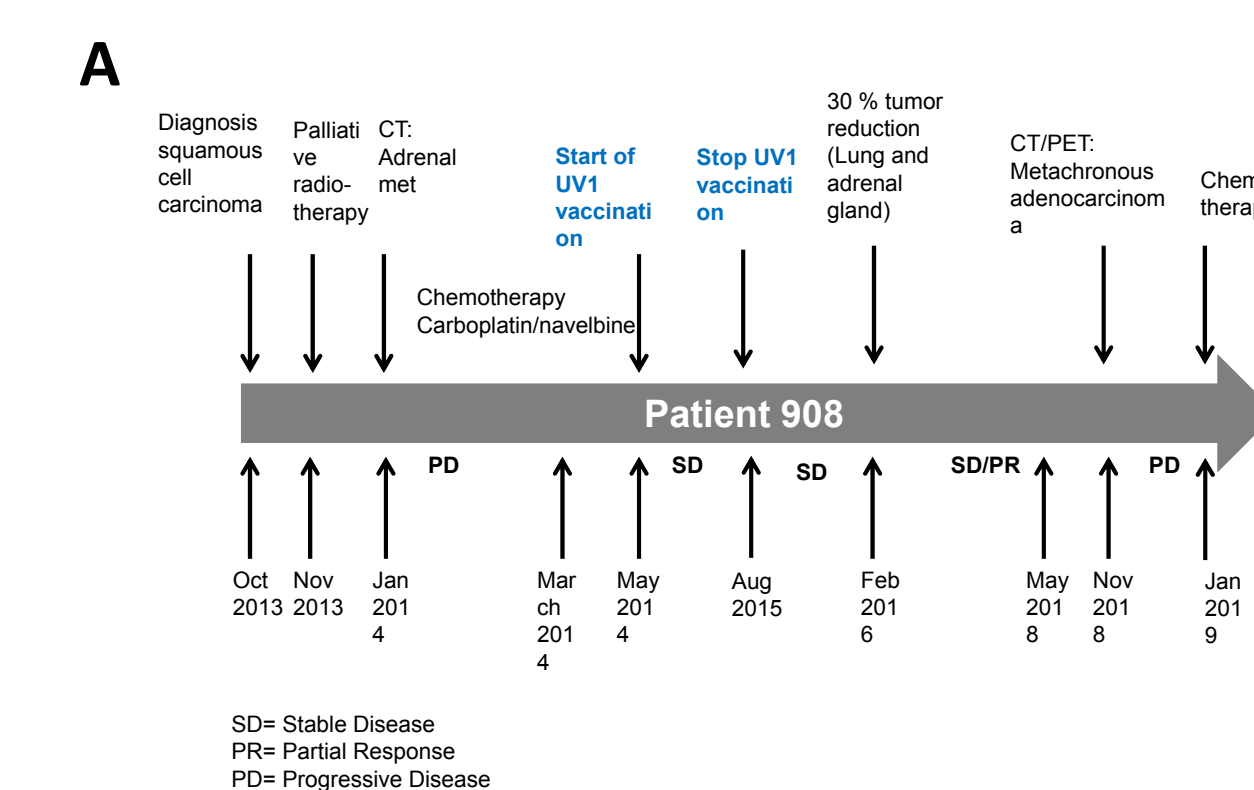 A
Diagnosis
squamous
cell
carcinoma
Palliati
ve
radio-
therapy
CT:
Adrenal
met
Start of
UV1
vaccinati
on
Stop UV1
vaccinati
on
30 % tumor
reduction
(Lung and
adrenal
gland)
CT/PET:
Metachronous
adenocarcinom
a
Chem
thera
Chemotherapy
Carboplatin/navelbine
Patient 908
PD
SD
SD
SD/PR
PD
Oct
2013
Nov
2013
Jan
201
4
Mar
ch
201
4
May
201
4
Aug
2015
Feb
201
6
May
201
8
Nov
201
8
Jan
201
9
SD= Stable Disease
PR= Partial Response
PD= Progressive Disease